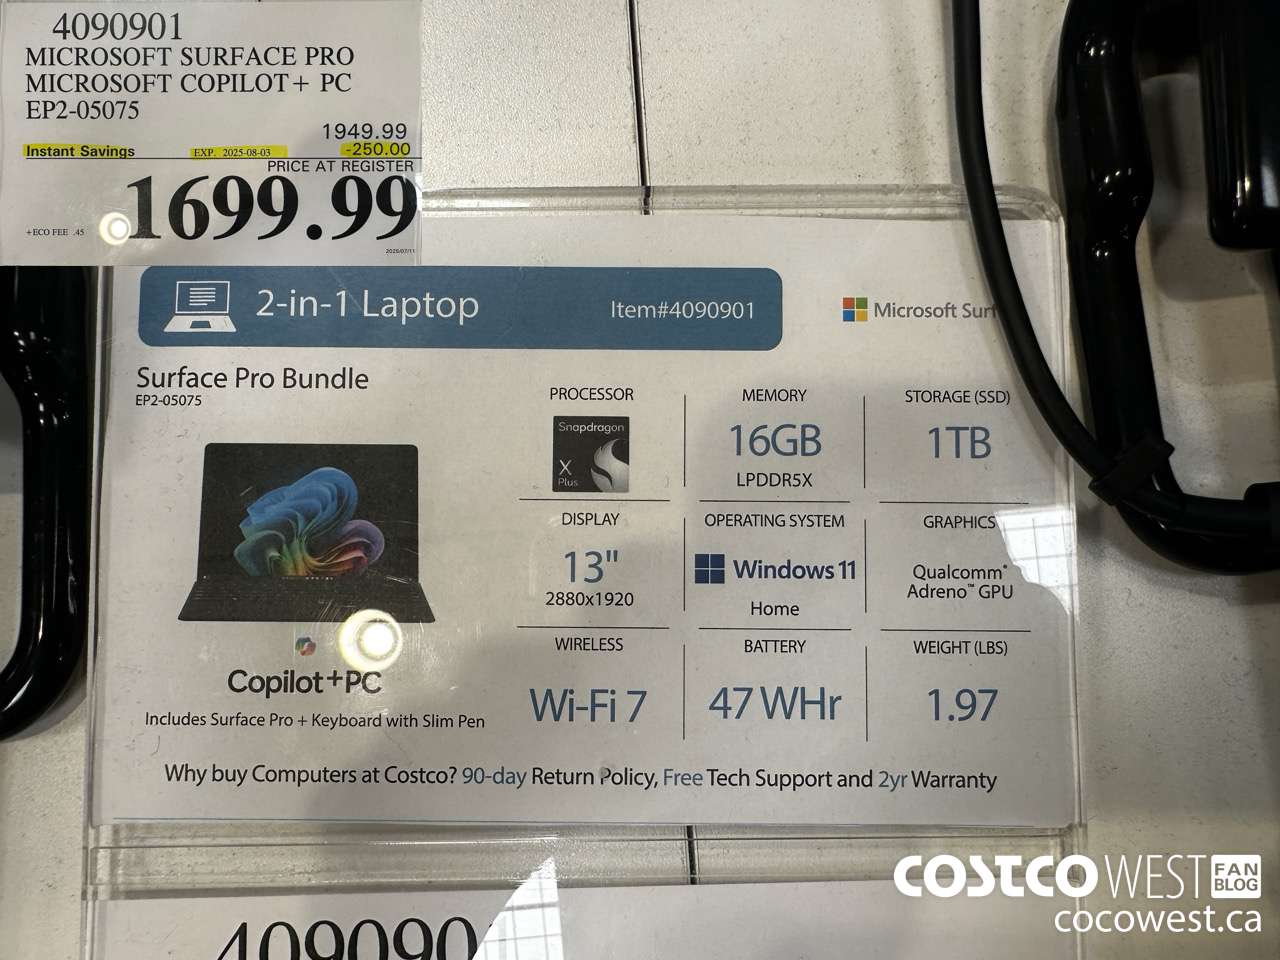 4090901
MICROSOFT SURFACE PRO
MICROSOFT COPILOT+ PC
EP2-05075
1949.99
Instant Savings EXP. 2025-08-03 -250.00
PRICE AT REGISTER
1699.99
+ECO FEE .45
2025/07/11
2-in-1 Laptop Item#4090901
Microsoft Surf
Surface Pro Bundle
EP2-05075
PROCESSOR
Snapdragon
X
Plus
MEMORY
16GB
LPDDR5X
STORAGE (SSD)
1TB
DISPLAY
13"
2880x1920
OPERATING SYSTEM
Windows 11
Home
GRAPHICS
Qualcomm®
Adreno™ GPU
WIRELESS
Wi-Fi 7
BATTERY
47 WHr
WEIGHT (LBS)
1.97
Copilot+PC
Includes Surface Pro + Keyboard with Slim Pen
Why buy Computers at Costco? 90-day Return Policy, Free Tech Support and 2yr Warranty
409090
COSTCO WEST FAN BLOG
cocowest.ca